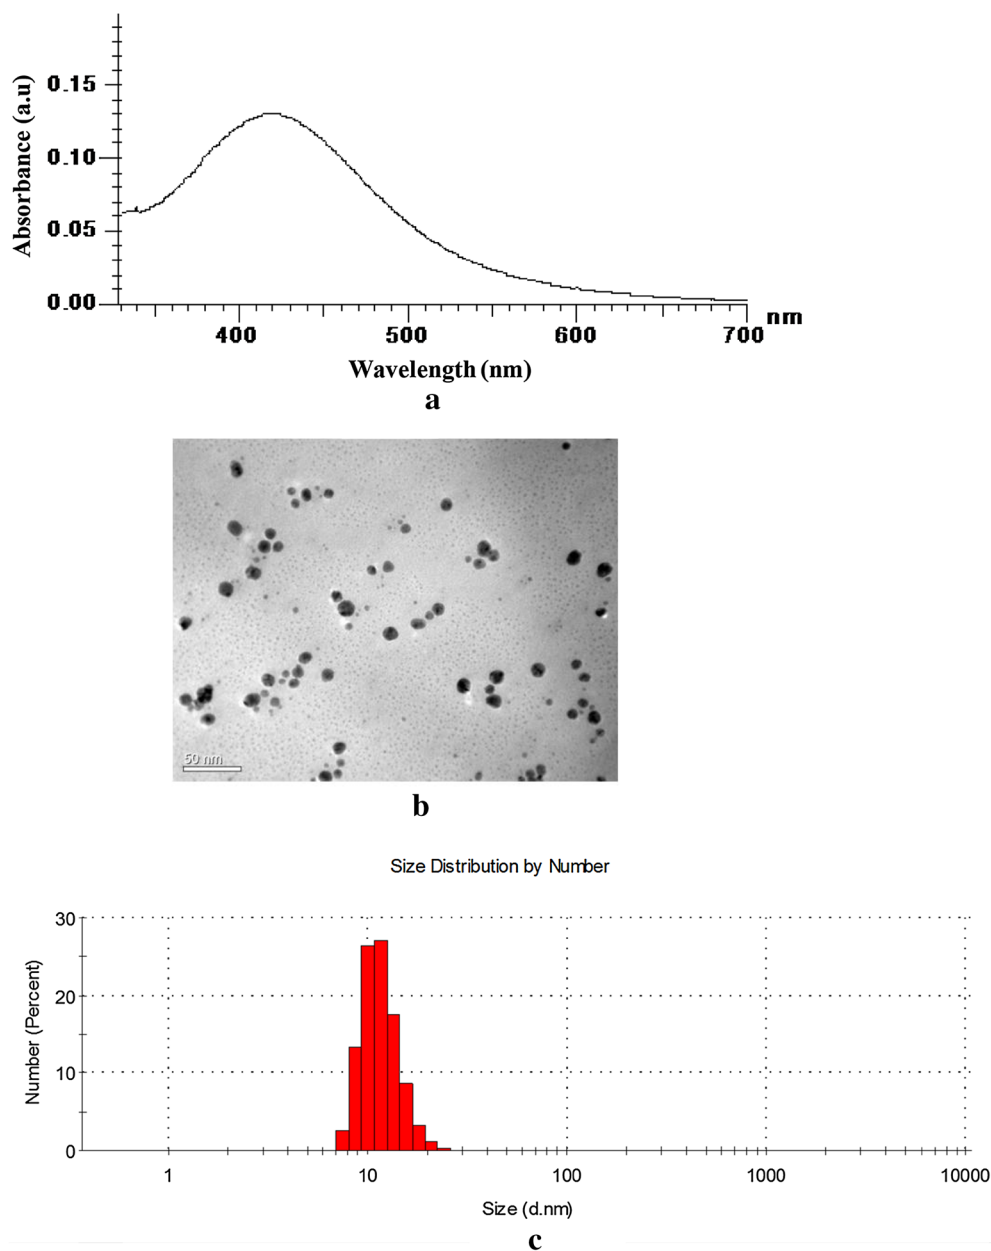 0.15
0.10
0.05
0.00
Absorbance (a.u)
400 500 600 700 nm
Wavelength (nm)
a
50 nm
b
Size Distribution by Number
30
20
10
0
Number (Percent)
1 10 100 1000 10000
Size (d.nm)
c